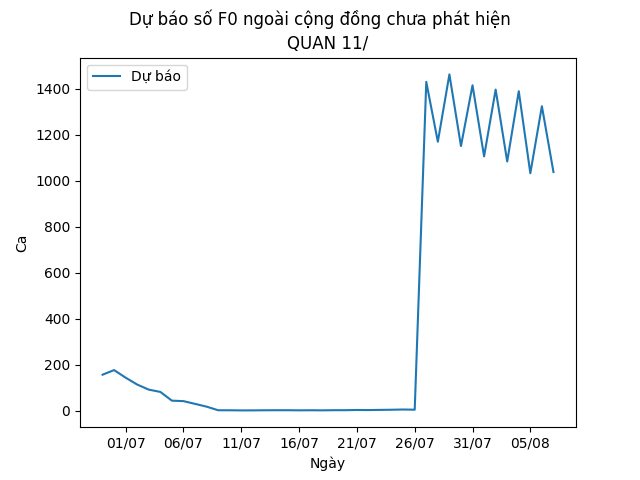 Dự báo số F0 ngoài cộng đồng chưa phát hiện
QUAN 11/
Dự báo
1400
1200
1000
800
600
400
200
0
Ca
01/07 06/07 11/07 16/07 21/07 26/07 31/07 05/08
Ngày